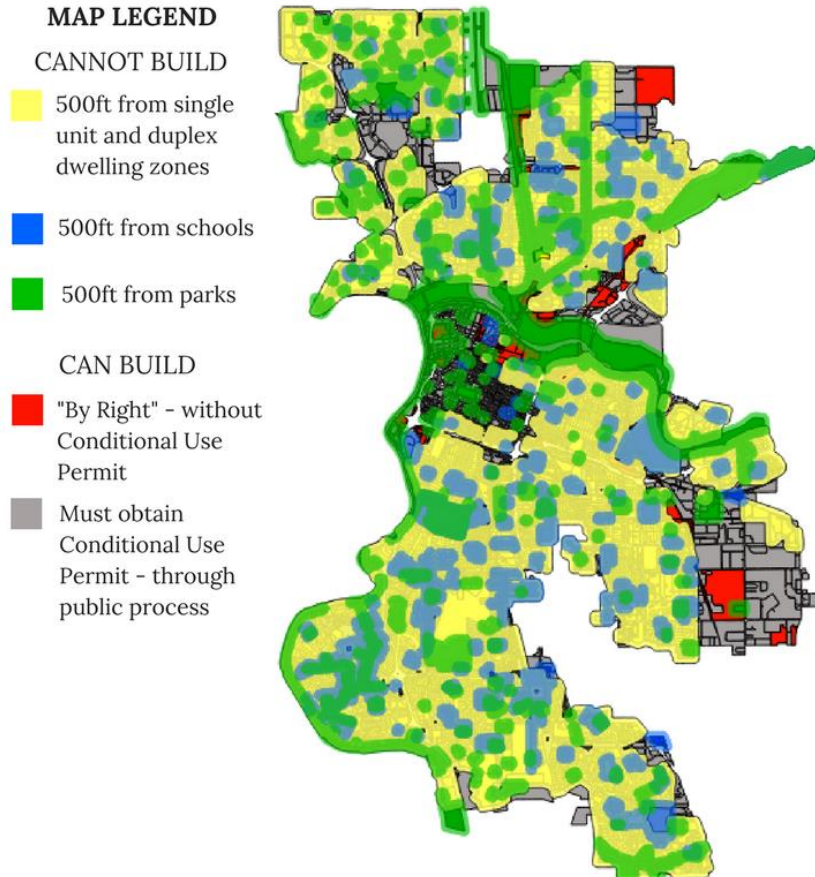 MAP LEGEND
CANNOT BUILD
500ft from single
unit and duplex
dwelling zones
500ft from schools
500ft from parks
CAN BUILD
"By Right" - without
Conditional Use
Permit
Must obtain
Conditional Use
Permit - through
public process